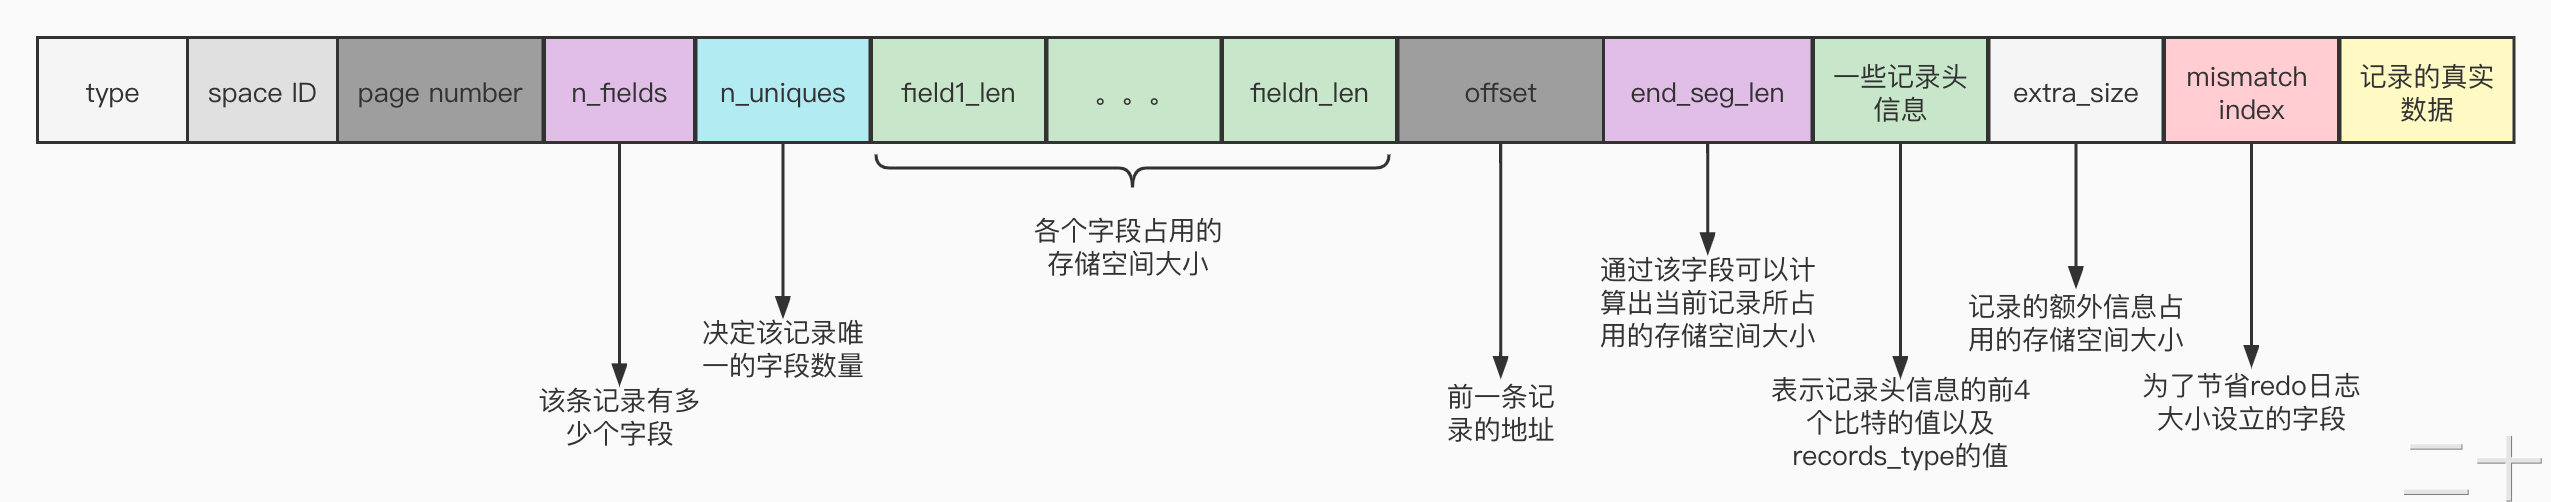 type
space ID
page number
n_fields
n_uniques
field1_len
。。。
fieldn_len
offset
end_seg_len
一些记录头
信息
extra_size
mismatch
index
记录的真实
数据
各个字段占用的
存储空间大小
通过该字段可以计
算出当前记录所占
用的存储空间大小
记录的额外信息占
用的存储空间大小
决定该记录唯
一的字段数量
该条记录有多
少个字段
前一条记
录的地址
表示记录头信息的前4
个比特的值以及
records_type的值
为了节省redo日志
大小设立的字段
二十